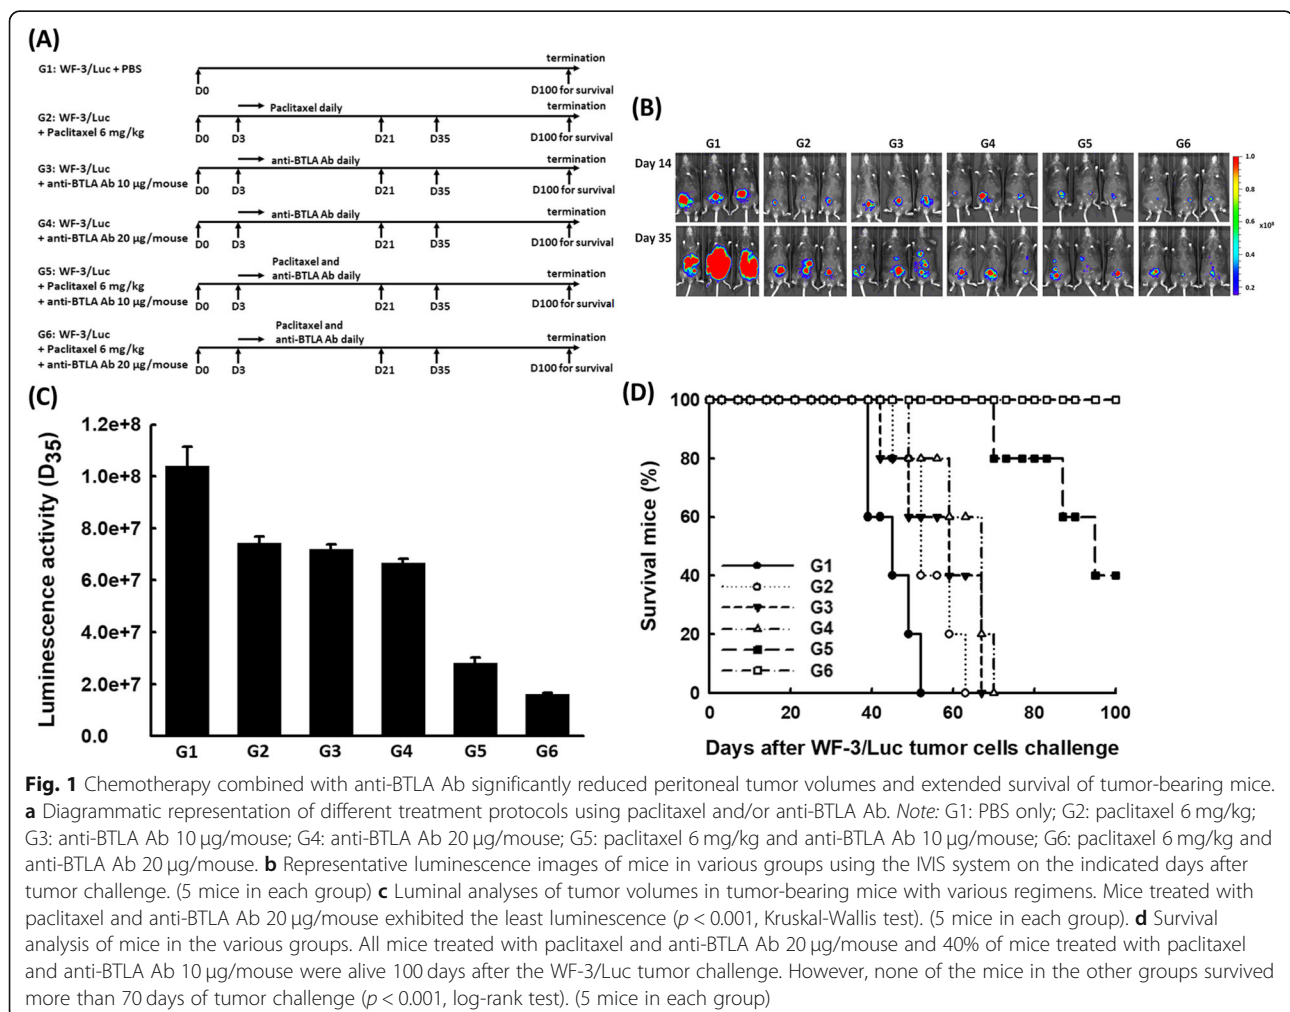 (A)
G1: WF-3/Luc + PBS
termination
D0
D100 for survival
G2: WF-3/Luc
+ Paclitaxel 6 mg/kg
Paclitaxel daily
termination
D0 D3 D21 D35 D100 for survival
G3: WF-3/Luc
+ anti-BTLA Ab 10 µg/mouse
anti-BTLA Ab daily
termination
D0 D3 D21 D35 D100 for survival
G4: WF-3/Luc
+ anti-BTLA Ab 20 µg/mouse
anti-BTLA Ab daily
termination
D0 D3 D21 D35 D100 for survival
G5: WF-3/Luc
+ Paclitaxel 6 mg/kg
+ anti-BTLA Ab 10 µg/mouse
Paclitaxel and
anti-BTLA Ab daily
termination
D0 D3 D21 D35 D100 for survival
G6: WF-3/Luc
+ Paclitaxel 6 mg/kg
+ anti-BTLA Ab 20 µg/mouse
Paclitaxel and
anti-BTLA Ab daily
termination
D0 D3 D21 D35 D100 for survival
(B)
G1 G2 G3 G4 G5 G6
Day 14
Day 35
1.0
0.8
0.6
x10⁸
0.4
0.2
(C)
Luminescence activity (D35)
1.2e+8
1.0e+8
8.0e+7
6.0e+7
4.0e+7
2.0e+7
0.0
G1 G2 G3 G4 G5 G6
(D)
Survival mice (%)
100
80
60
40
20
0
G1
G2
G3
G4
G5
G6
0 20 40 60 80 100
Days after WF-3/Luc tumor cells challenge
Fig. 1 Chemotherapy combined with anti-BTLA Ab significantly reduced peritoneal tumor volumes and extended survival of tumor-bearing mice.
a Diagrammatic representation of different treatment protocols using paclitaxel and/or anti-BTLA Ab. Note: G1: PBS only; G2: paclitaxel 6 mg/kg;
G3: anti-BTLA Ab 10 µg/mouse; G4: anti-BTLA Ab 20 µg/mouse; G5: paclitaxel 6 mg/kg and anti-BTLA Ab 10 µg/mouse; G6: paclitaxel 6 mg/kg and
anti-BTLA Ab 20 µg/mouse. b Representative luminescence images of mice in various groups using the IVIS system on the indicated days after
tumor challenge. (5 mice in each group) c Luminal analyses of tumor volumes in tumor-bearing mice with various regimens. Mice treated with
paclitaxel and anti-BTLA Ab 20 µg/mouse exhibited the least luminescence (p < 0.001, Kruskal-Wallis test). (5 mice in each group). d Survival
analysis of mice in the various groups. All mice treated with paclitaxel and anti-BTLA Ab 20 µg/mouse and 40% of mice treated with paclitaxel
and anti-BTLA Ab 10 µg/mouse were alive 100 days after the WF-3/Luc tumor challenge. However, none of the mice in the other groups survived
more than 70 days of tumor challenge (p < 0.001, log-rank test). (5 mice in each group)